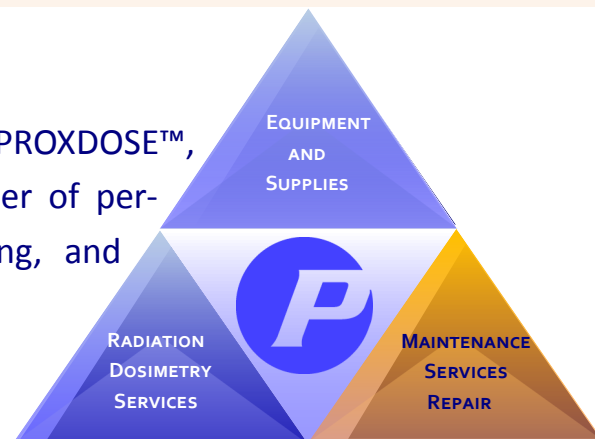 PROXDOSE™,
er of per-
ng, and
EQUIPMENT
AND
SUPPLIES
P
RADIATION
DOSIMETRY
SERVICES
MAINTENANCE
SERVICES
REPAIR